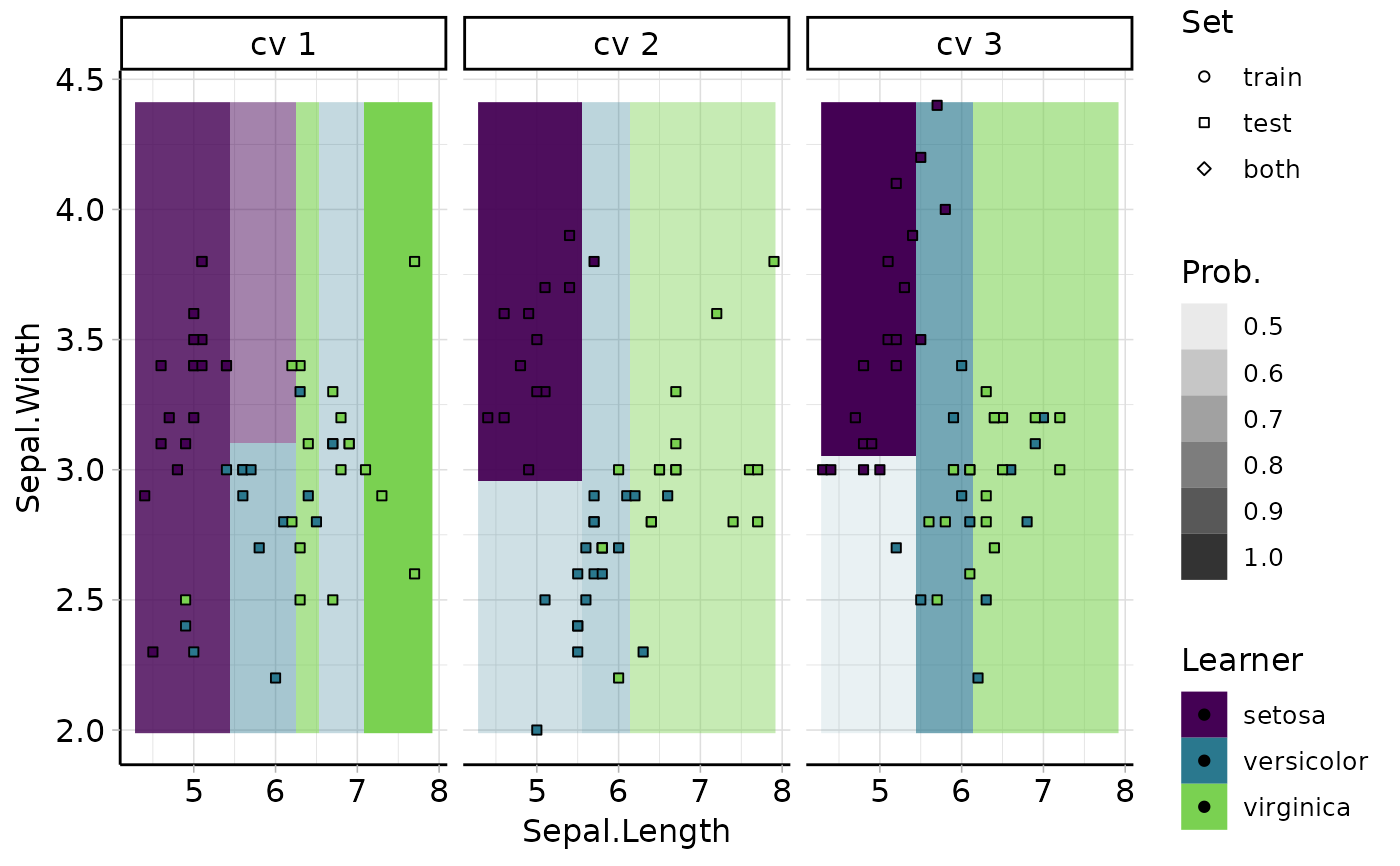 cv 1
cv 2
cv 3
4.5
4.0
3.5
3.0
2.5
2.0
Sepal.Width
5 6 7 8
5 6 7 8
5 6 7 8
Sepal.Length
Set
train
test
both
Prob.
0.5
0.6
0.7
0.8
0.9
1.0
Learner
setosa
versicolor
virginica